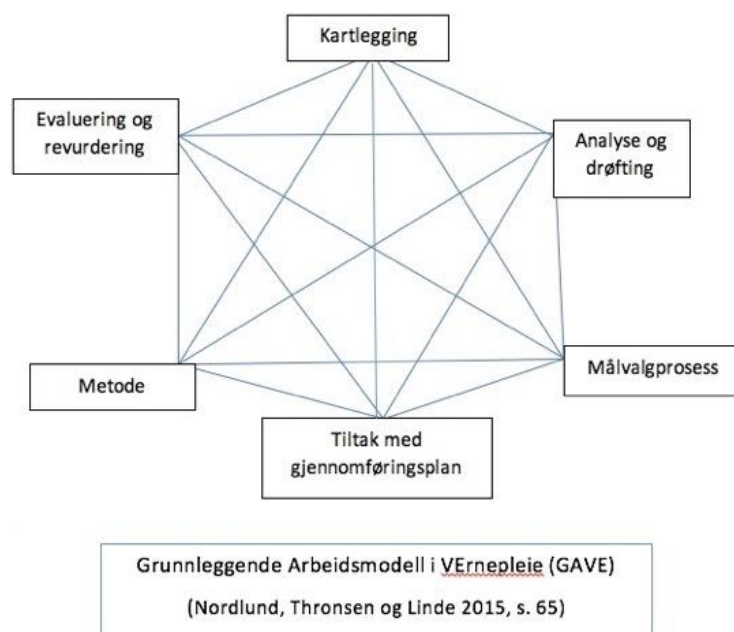 Kartlegging
Evaluering og
revurdering
Analyse og
drøfting
Metode
Målvalgprosess
Tiltak med
gjennomføringsplan
Grunnleggende Arbeidsmodell i VErnepleie (GAVE)
(Nordlund, Thronsen og Linde 2015, s. 65)